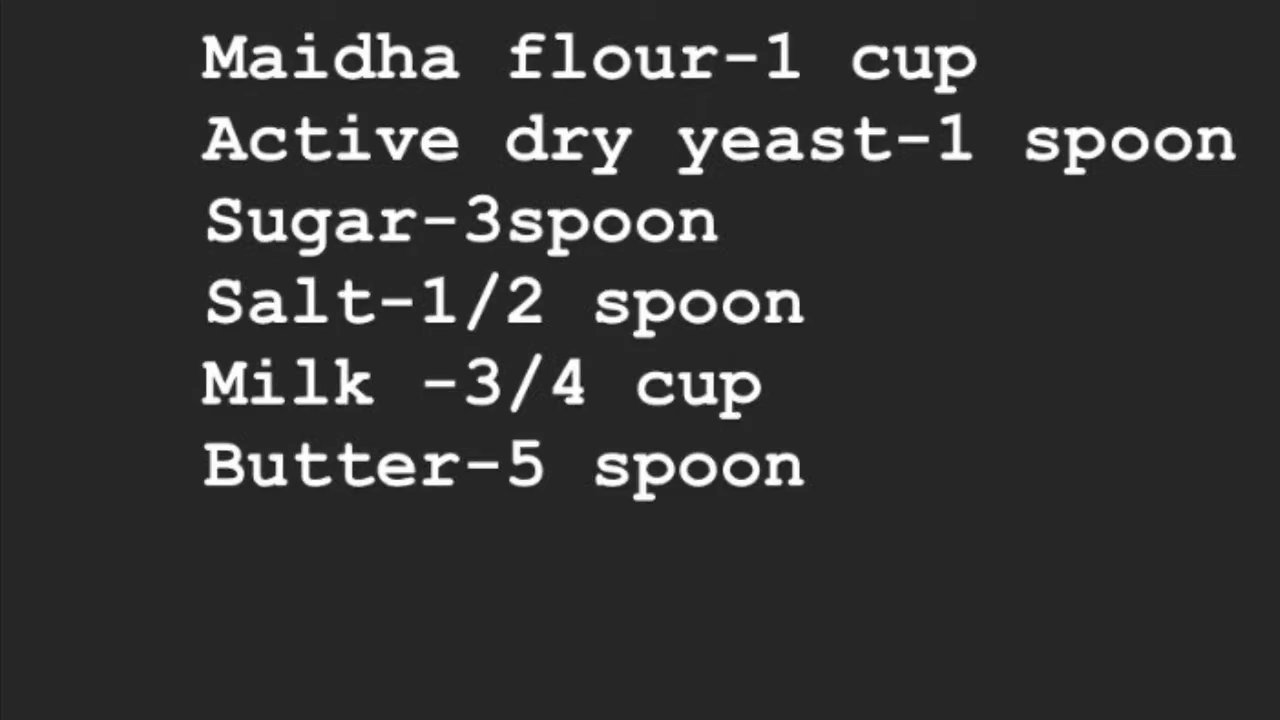 Maidha flour-1 cup
Active dry yeast-1 spoon
Sugar-3spoon
Salt-1/2 spoon
Milk -3/4 cup
Butter-5 spoon